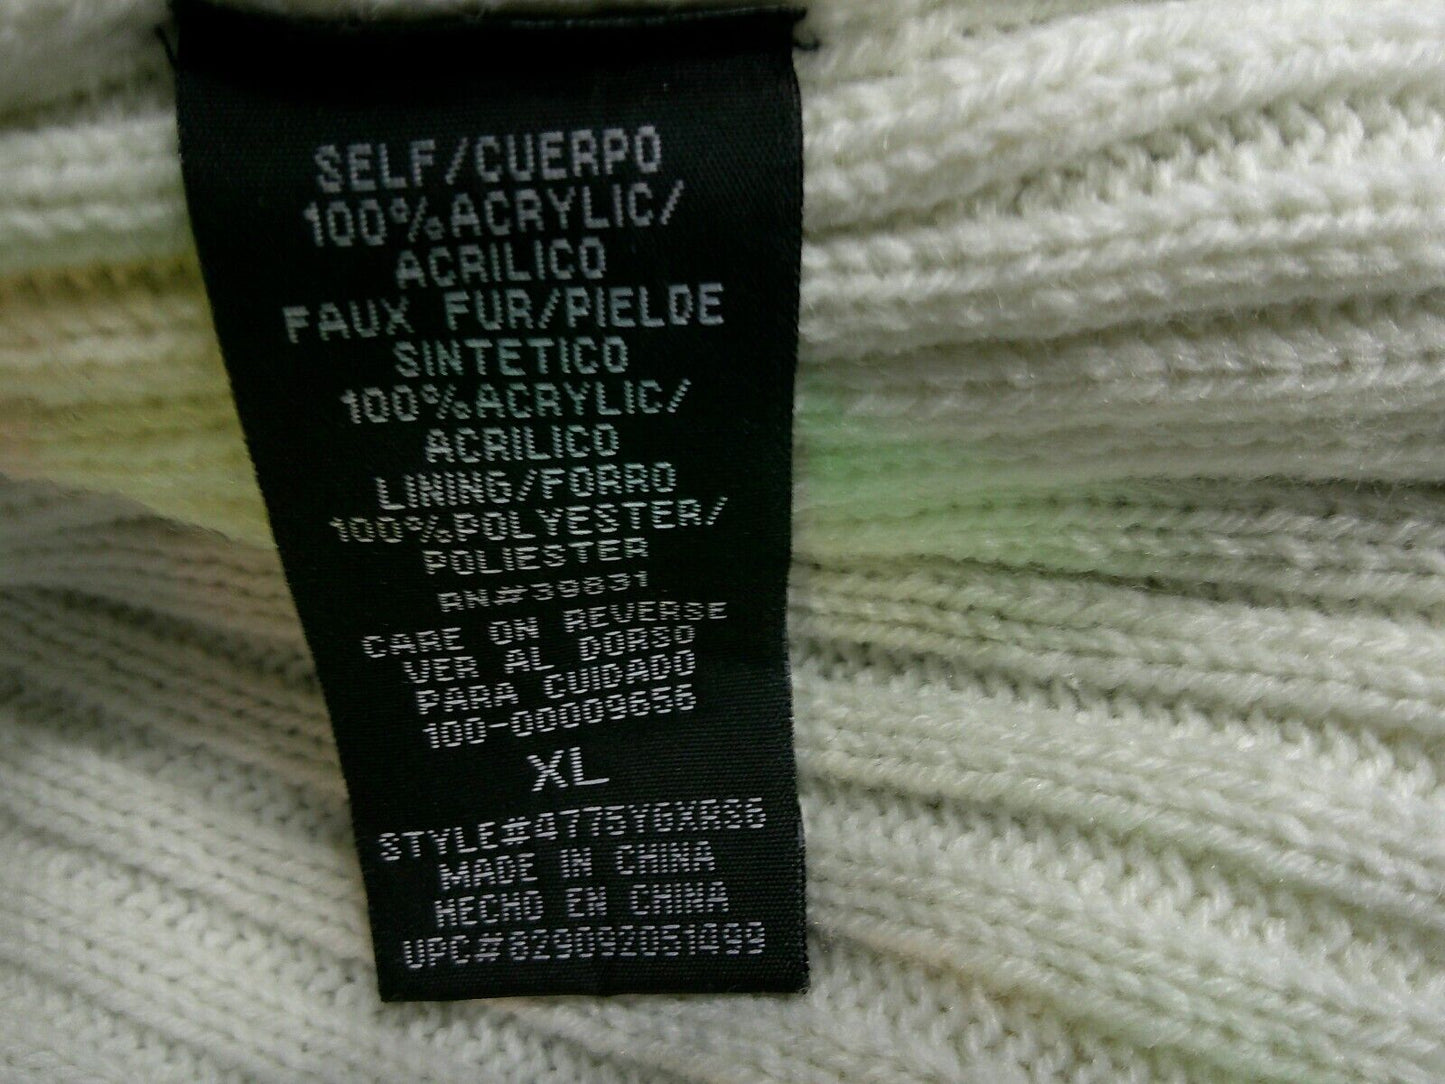 SELF/CUERPO
100%ACRYLIC/
ACRILICO
FAUX FUR/PIELDE
SINTETICO
100%ACRYLIC/
ACRILICO
LINING/FORRO
100%POLYESTER/
POLIESTER
RN#39831
CARE ON REVERSE
VER AL DORSO
PARA CUIDADO
100-00009656
XL
STYLE#4775YGXRS6
MADE IN CHINA
HECHO EN CHINA
UPC#629092051499